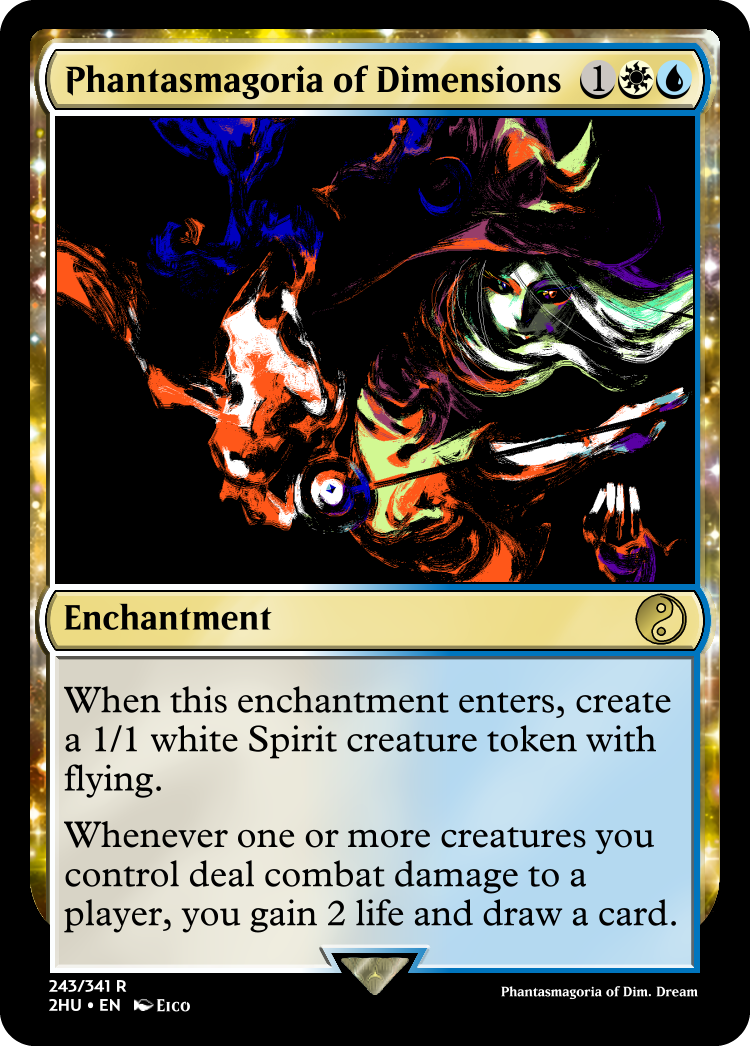 Phantasmagoria of Dimensions 1
Enchantment
When this enchantment enters, create
a 1/1 white Spirit creature token with
flying.
Whenever one or more creatures you
control deal combat damage to a
player, you gain 2 life and draw a card.
243/341 R
2HU • EN Eico
Phantasmagoria of Dim. Dream